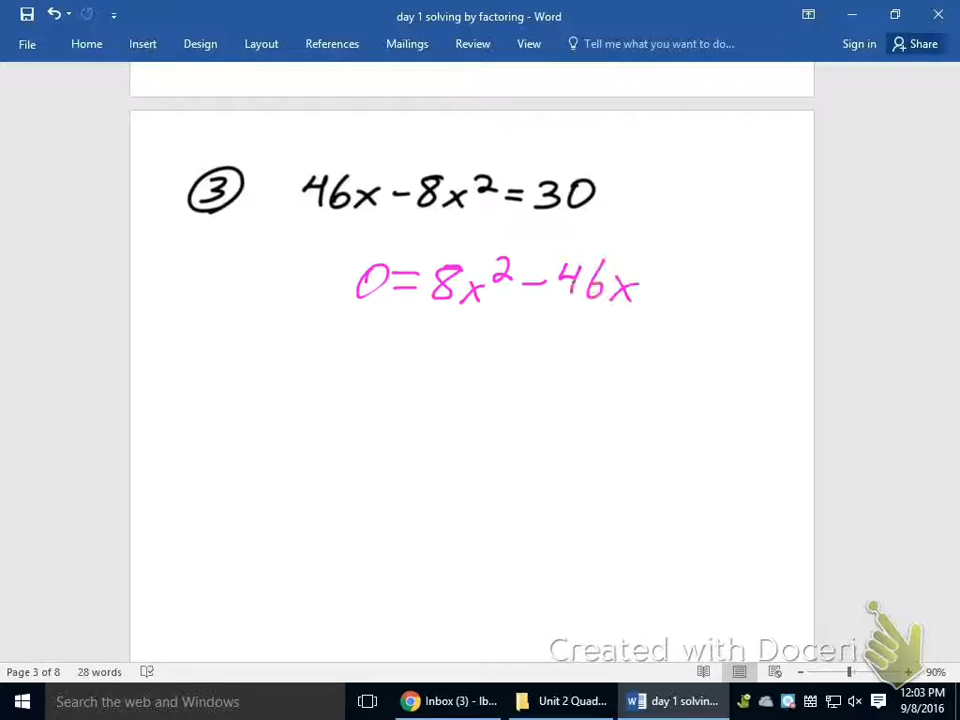 day 1 solving by factoring - Word
File Home Insert Design Layout References Mailings Review View Tell me what you want to do... Sign in Share
③ 46x - 8x² = 30
0 = 8x² - 46x
Created with Doceri
Page 3 of 8 28 words 90%
Search the web and Windows Inbox (3) - Ib... Unit 2 Quad... day 1 solvin... 12:03 PM
9/8/2016